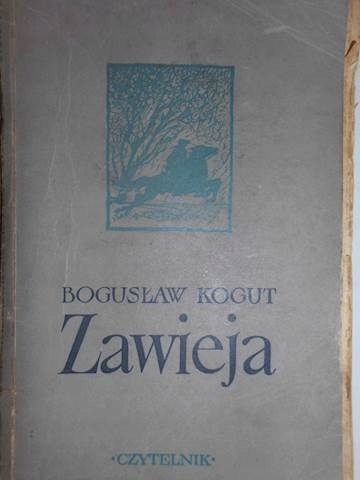 BOGUSŁAW KOGUT
Zawieja
·CZYTELNIK·